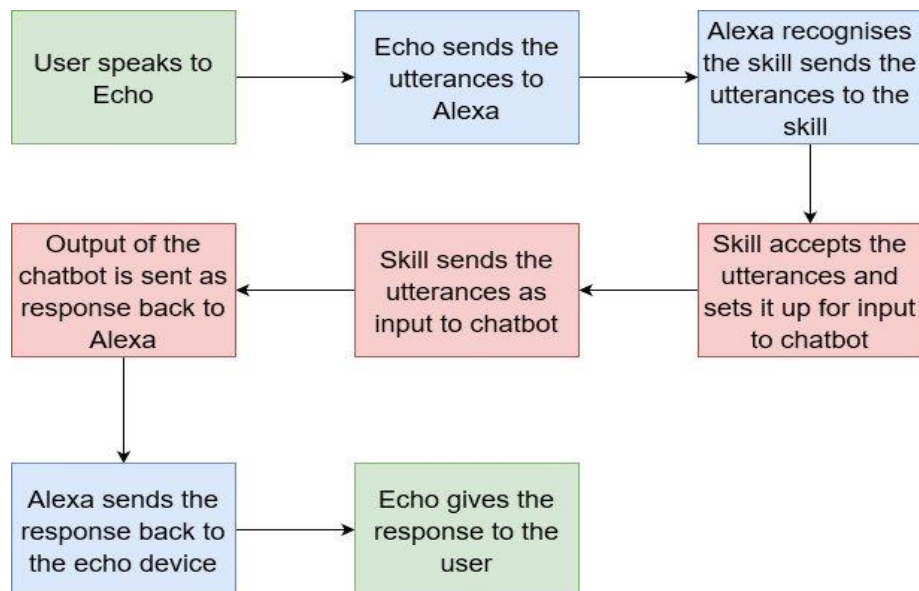 User speaks to
Echo
Echo sends the
utterances to
Alexa
Alexa recognises
the skill sends the
utterances to the
skill
Skill accepts the
utterances and
sets it up for input
to chatbot
Skill sends the
utterances as
input to chatbot
Output of the
chatbot is sent as
response back to
Alexa
Alexa sends the
response back to
the echo device
Echo gives the
response to the
user